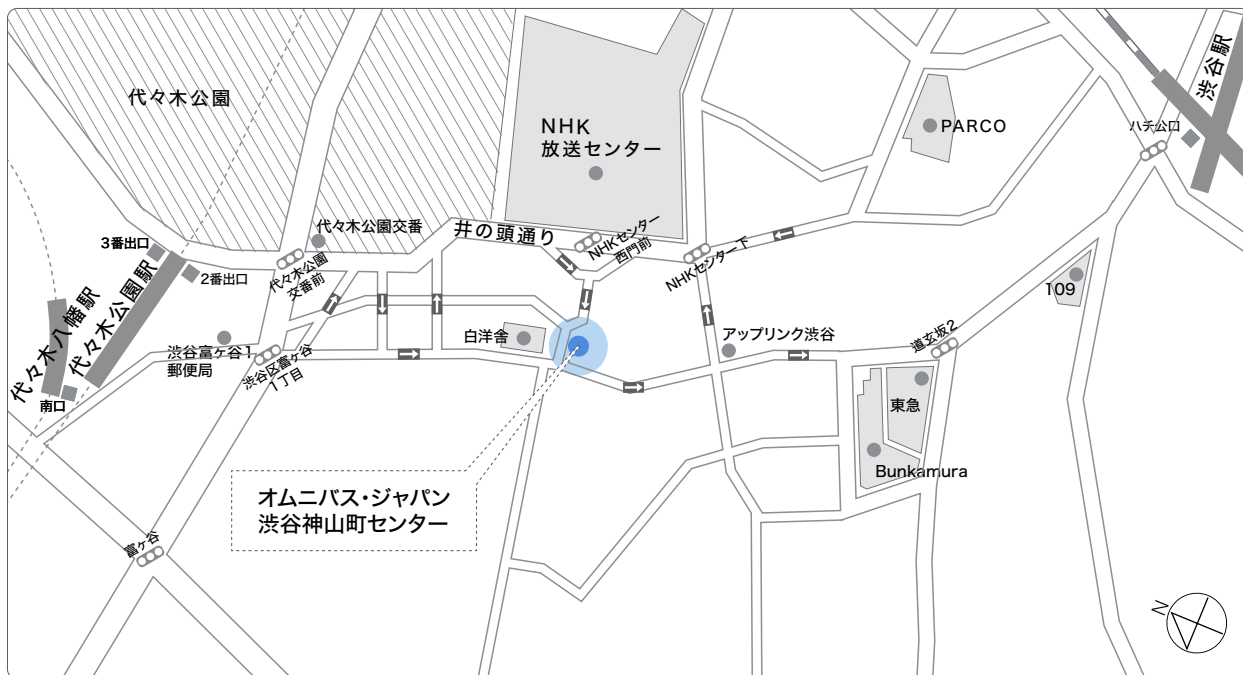 代々木公園
NHK
放送センター
PARCO
渋谷駅
ハチ公口
井の頭通り
代々木公園交番
NHKセンター
西門前
NHKセンター下
3番出口
2番出口
代々木公園
交番前
代々木公園駅
代々木八幡駅
109
白洋舎
アップリンク渋谷
道玄坂2
渋谷富ヶ谷1
郵便局
渋谷区富ヶ谷
1丁目
南口
東急
Bunkamura
オムニバス・ジャパン
渋谷神山町センター
富ヶ谷
N